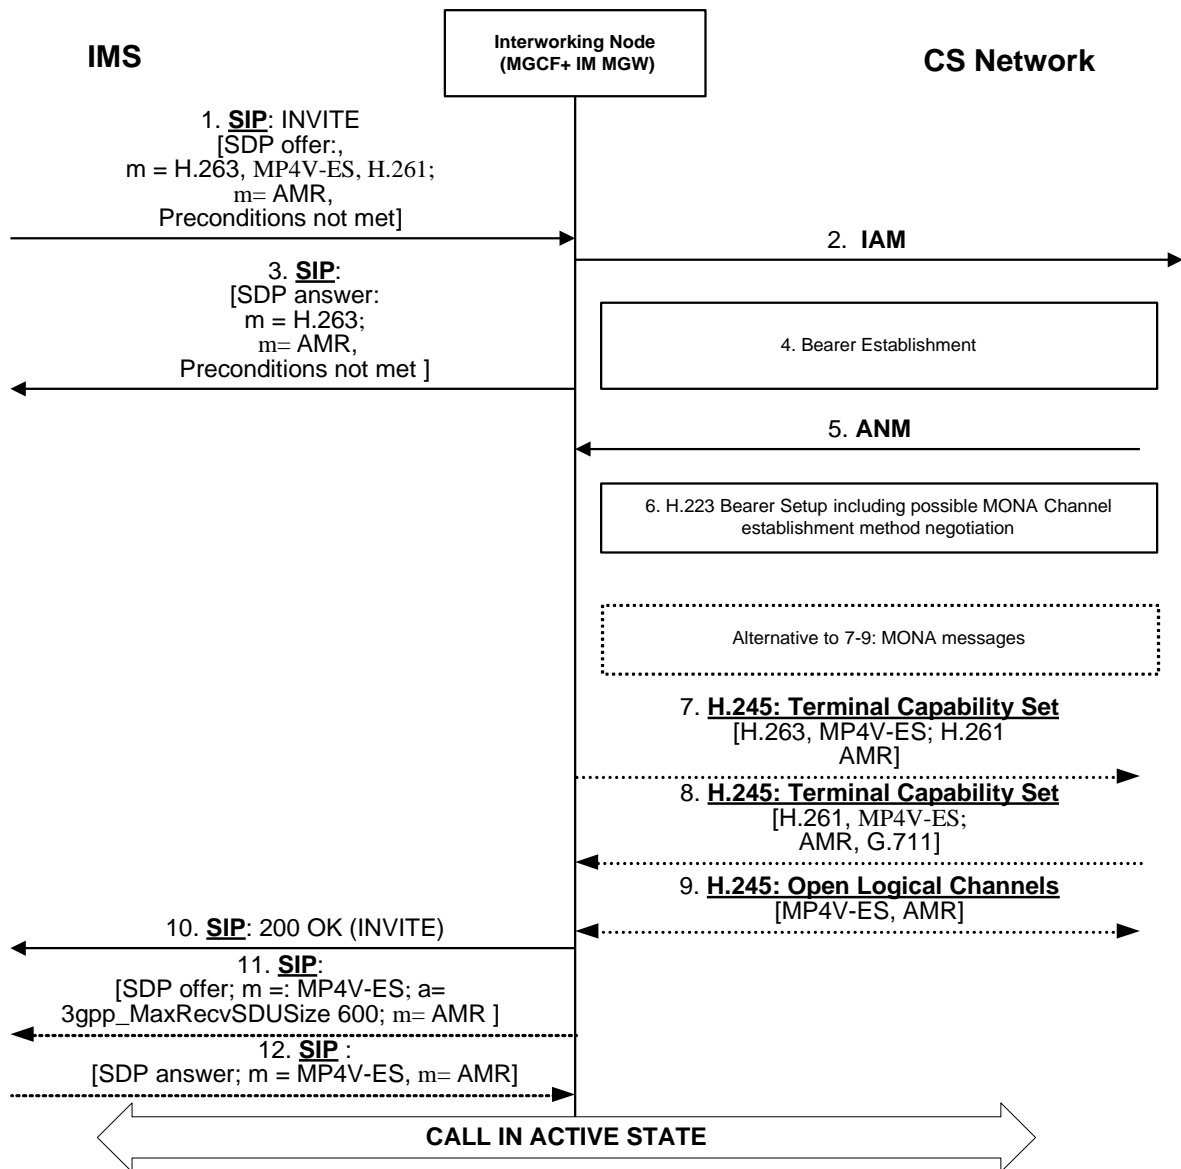 IMS
Interworking Node
(MGCF+ IM MGW)
CS Network
1. SIP: INVITE
[SDP offer:,
m = H.263, MP4V-ES, H.261;
m= AMR,
Preconditions not met]
2. IAM
3. SIP:
[SDP answer:
m = H.263;
m= AMR,
Preconditions not met ]
4. Bearer Establishment
5. ANM
6. H.223 Bearer Setup including possible MONA Channel
establishment method negotiation
Alternative to 7-9: MONA messages
7. H.245: Terminal Capability Set
[H.263, MP4V-ES; H.261
AMR]
8. H.245: Terminal Capability Set
[H.261, MP4V-ES;
AMR, G.711]
9. H.245: Open Logical Channels
[MP4V-ES, AMR]
10. SIP: 200 OK (INVITE)
11. SIP:
[SDP offer; m =: MP4V-ES; a=
3gpp_MaxRecvSDUSize 600; m= AMR ]
12. SIP :
[SDP answer; m = MP4V-ES, m= AMR]
CALL IN ACTIVE STATE